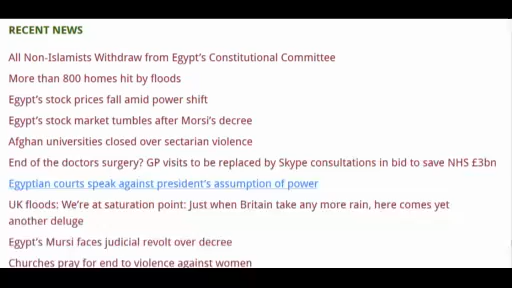 RECENT NEWS
All Non-Islamists Withdraw from Egypt's Constitutional Committee
More than 800 homes hit by floods
Egypt's stock prices fall amid power shift
Egypt's stock market tumbles after Morsi's decree
Afghan universities closed over sectarian violence
End of the doctors surgery? GP visits to be replaced by Skype consultations in bid to save NHS £3bn
Egyptian courts speak against president's assumption of power
UK floods: We're at saturation point: Just when Britain take any more rain, here comes yet
another deluge
Egypt's Mursi faces judicial revolt over decree
Churches pray for end to violence against women